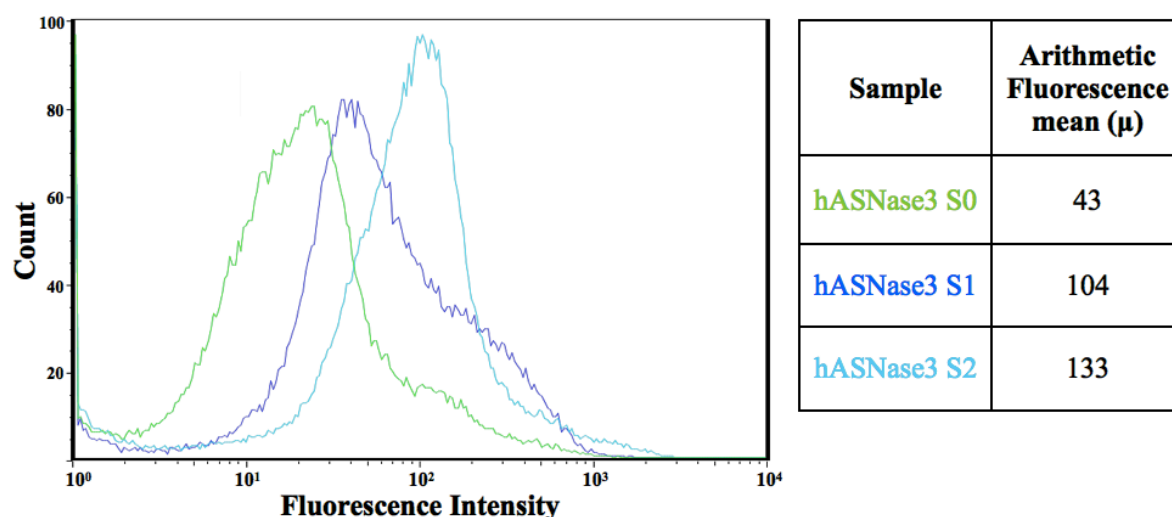 100
80
60
40
20
Count
10⁰
10¹
10²
10³
10⁴
Fluorescence Intensity
Sample
Arithmetic
Fluorescence
mean (μ)
hASNase3 S0
43
hASNase3 S1
104
hASNase3 S2
133